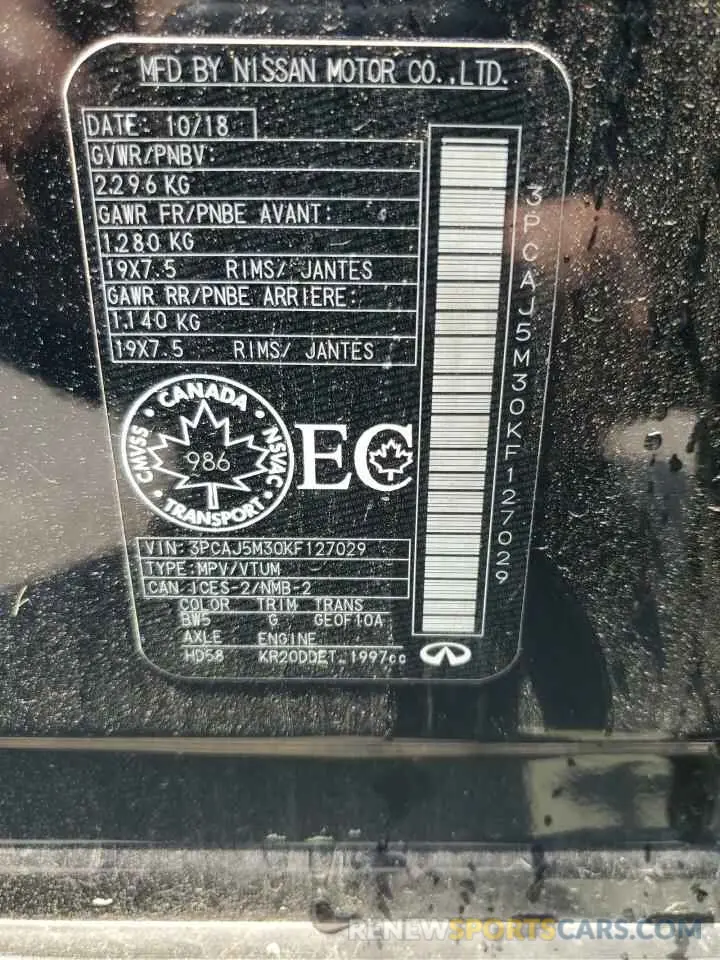 MFD BY NISSAN MOTOR CO.,LTD.
DATE: 10/18
GVWR/PNBV:
2296 KG
GAWR FR/PNBE AVANT:
1280 KG
19X7.5 RIMS/ JANTES
GAWR RR/PNBE ARRIERE:
1140 KG
19X7.5 RIMS/ JANTES
3PCAJ5M30KF127029
CANADA
CMVSS
NSVAC
986
TRANSPORT
EC
VIN: 3PCAJ5M30KF127029
TYPE: MPV/VTUM
CAN ICES-2/NMB-2
COLOR TRIM TRANS
BW5 G GE0F10A
AXLE ENGINE
HD58 KR20DDET 1997cc
RENEWSPORTSCARS.COM